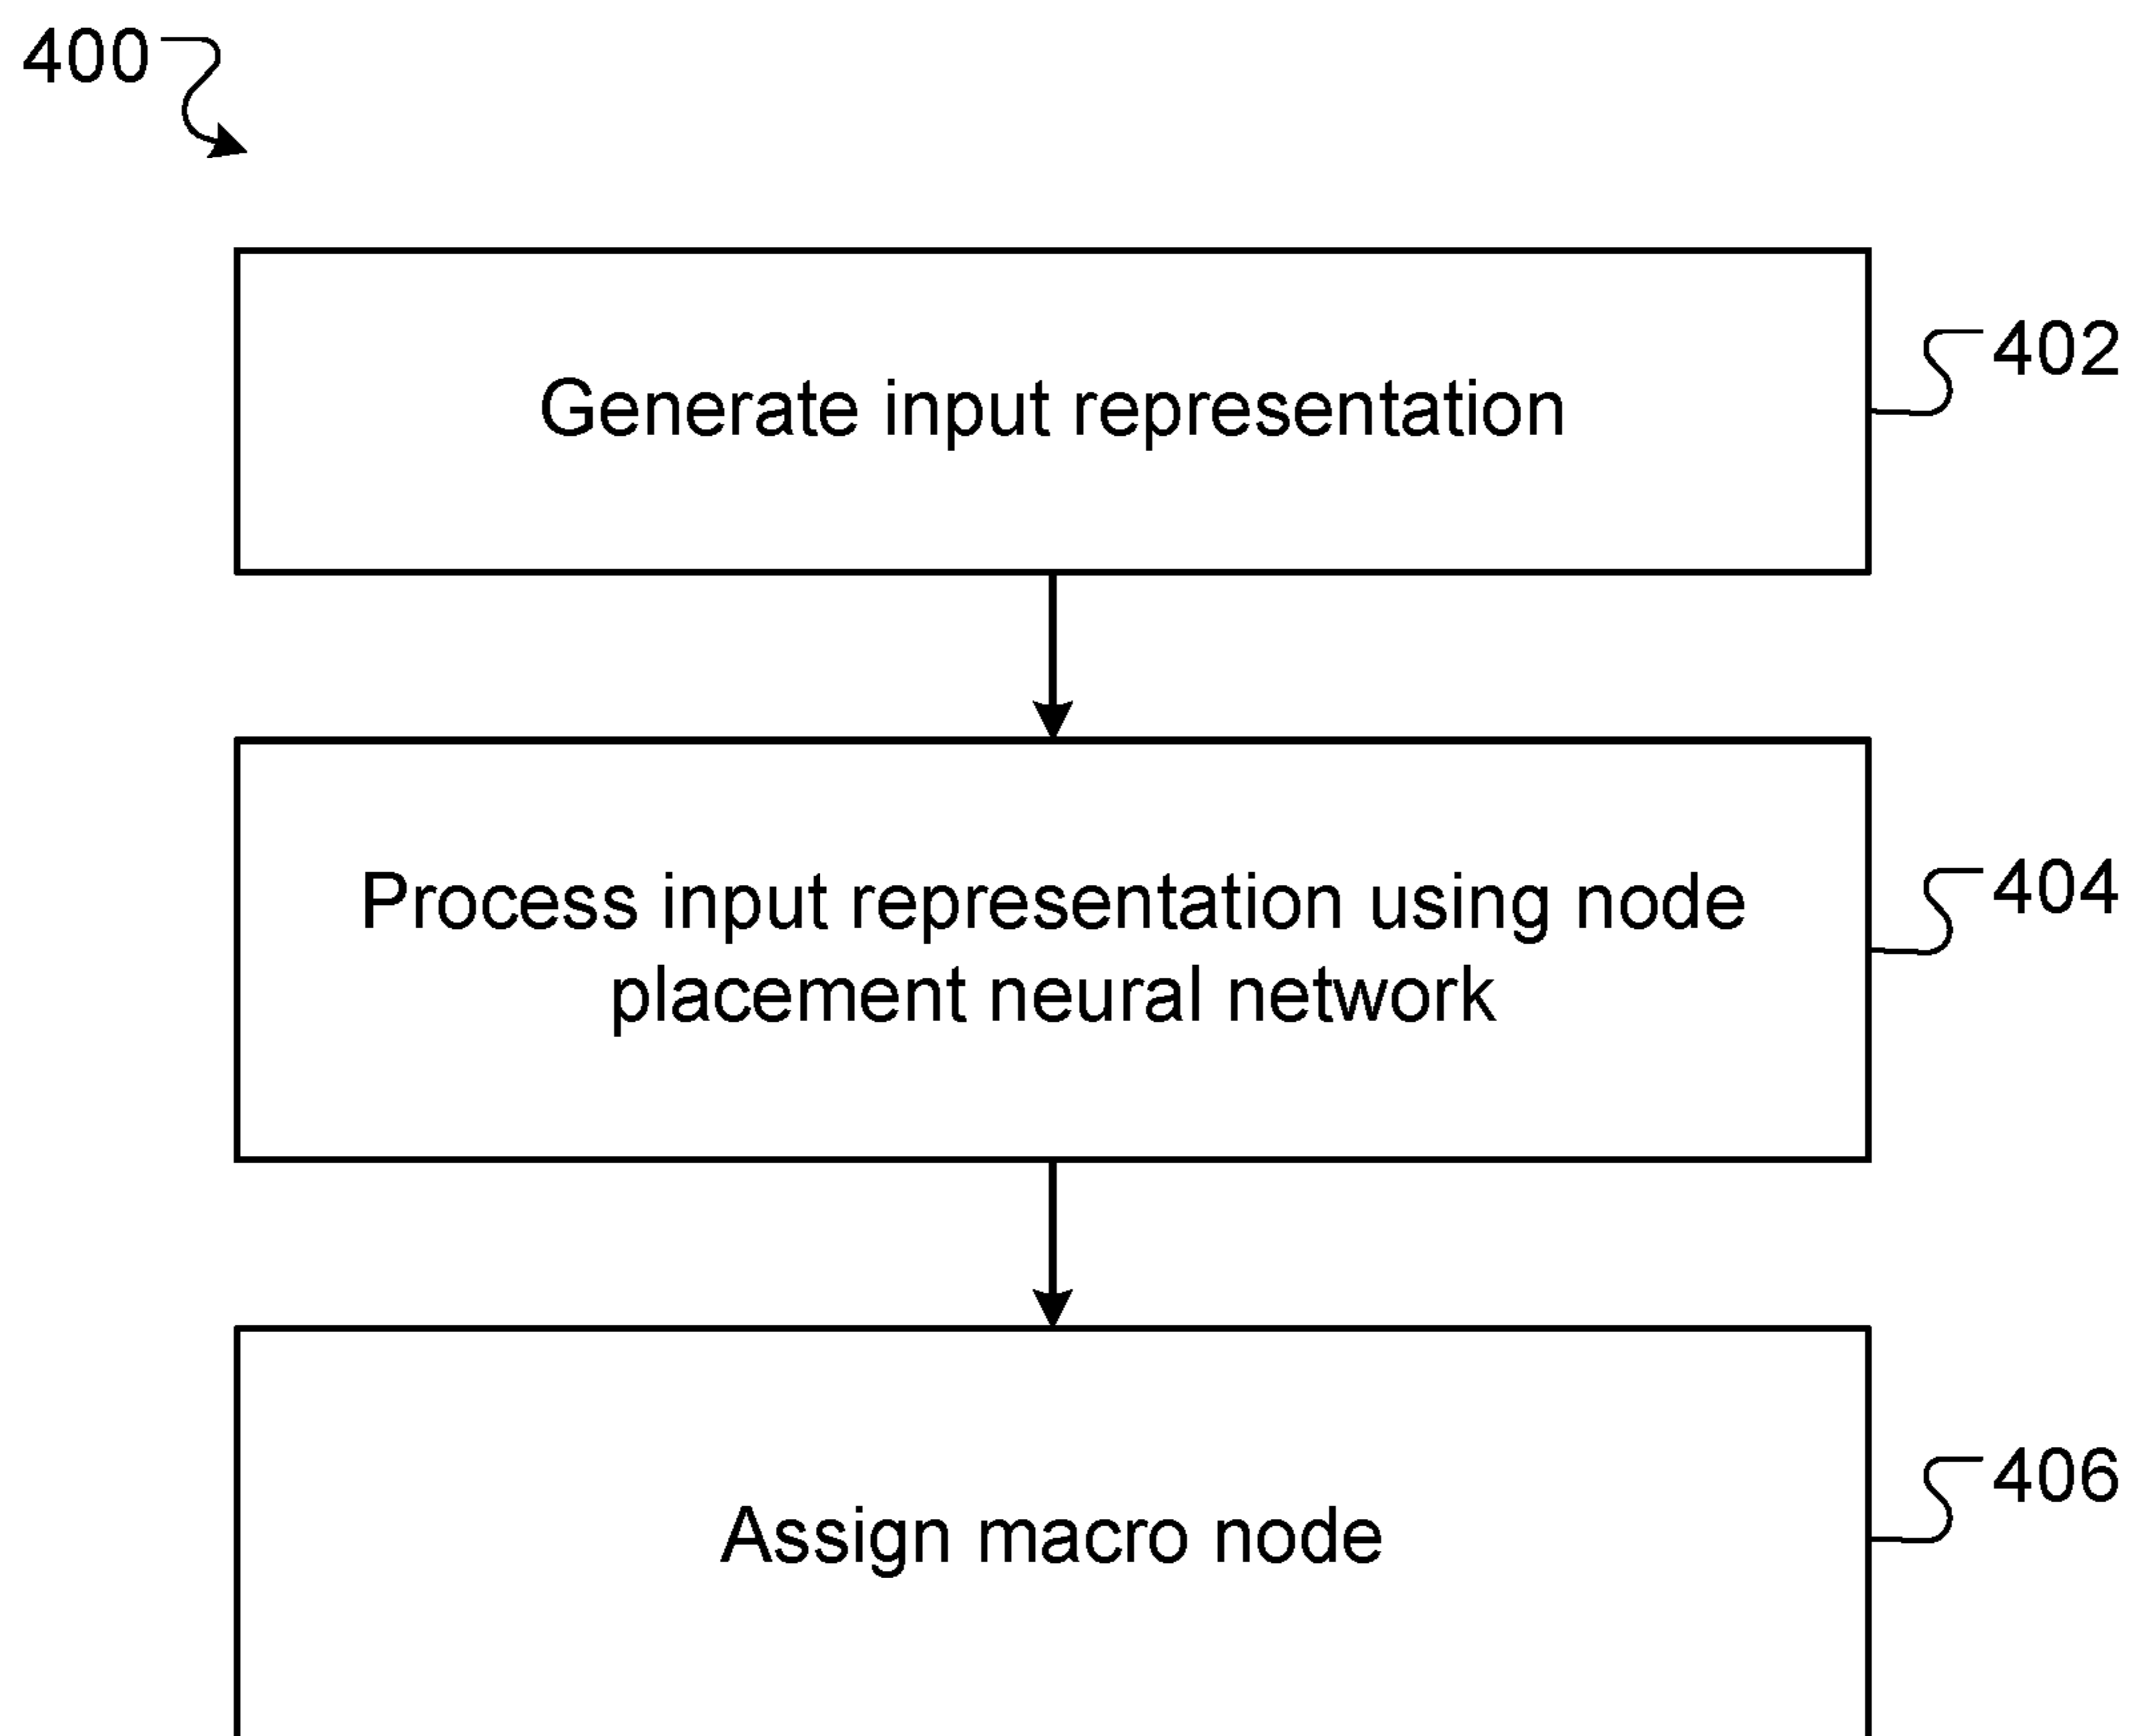 400
402
Generate input representation
404
Process input representation using node
placement neural network
406
Assign macro node